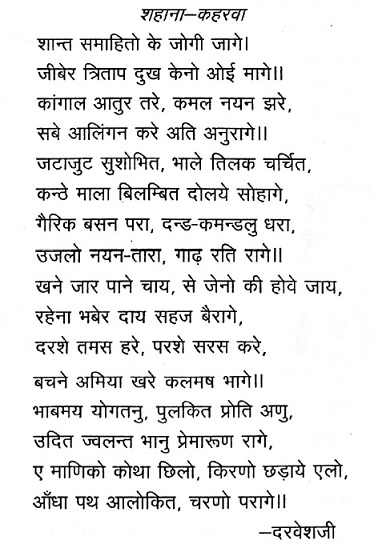 शहाना–कहरवा
शान्त समाहितो के जोगी जागे।
जीबेर त्रिताप दुख केनो ओई मागे॥
कांगाल आतुर तरे, कमल नयन झरे,
सबे आलिंगन करे अति अनुरागे॥
जटाजुट सुशोभित, भाले तिलक चर्चित,
कन्ठे माला बिलम्बित दोलये सोहागे,
गैरिक बसन परा, दन्ड-कमन्डलु धरा,
उजलो नयन-तारा, गाढ़ रति रागे॥
खने जार पाने चाय, से जेनो की होवे जाय,
रहेना भबेर दाय सहज बैरागे,
दरशे तमस हरे, परशे सरस करे,
बचने अमिया खरे कलमष भागे॥
भाबमय योगतनु, पुलकित प्रोति अणु,
उदित ज्वलन्त भानु प्रेमारूण रागे,
ए माणिको कोथा छिलो, किरणो छड़ाये एलो,
आँधा पथ आलोकित, चरणो परागे॥
–दरवेशजी